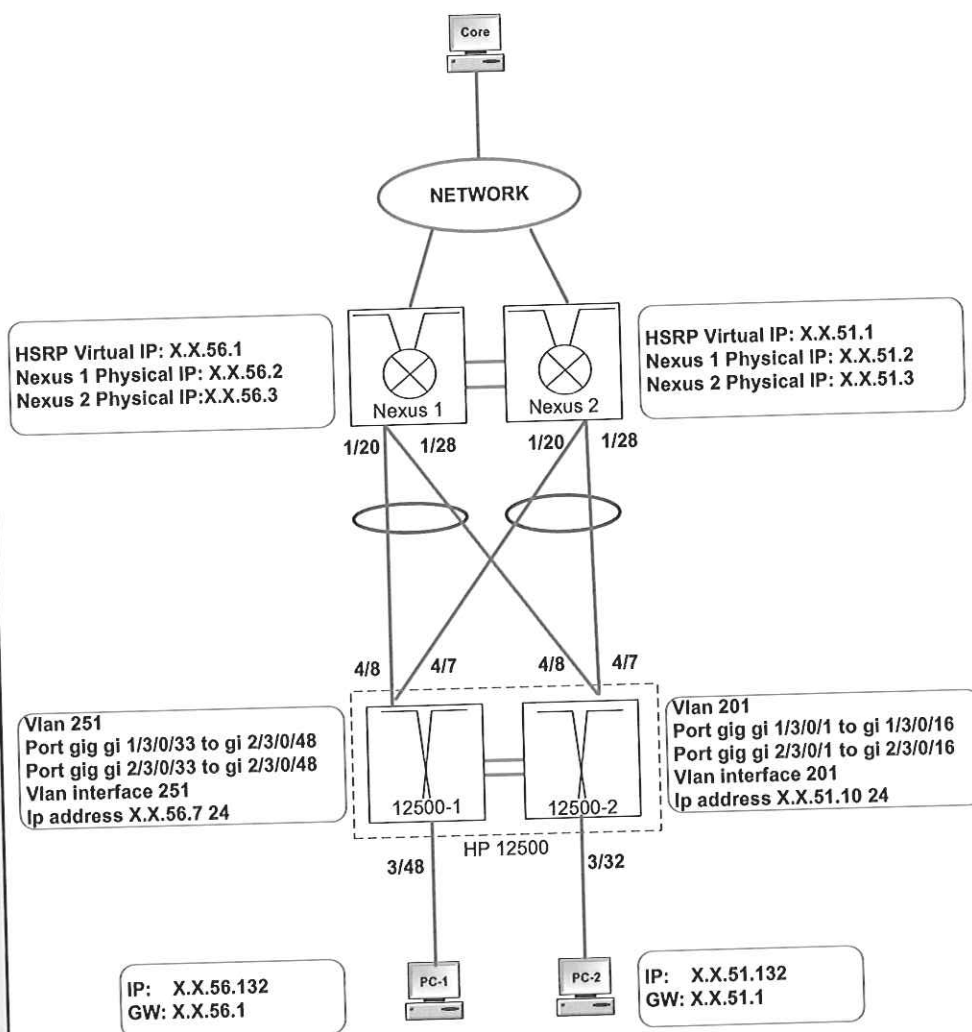 Core
NETWORK
HSRP Virtual IP: X.X.56.1
Nexus 1 Physical IP: X.X.56.2
Nexus 2 Physical IP:X.X.56.3
Nexus 1
Nexus 2
HSRP Virtual IP: X.X.51.1
Nexus 1 Physical IP: X.X.51.2
Nexus 2 Physical IP: X.X.51.3
1/20 1/28 1/20 1/28
4/8 4/7 4/8 4/7
Vlan 251
Port gig gi 1/3/0/33 to gi 2/3/0/48
Port gig gi 2/3/0/33 to gi 2/3/0/48
Vlan interface 251
Ip address X.X.56.7 24
12500-1
12500-2
HP 12500
Vlan 201
Port gig gi 1/3/0/1 to gi 1/3/0/16
Port gig gi 2/3/0/1 to gi 2/3/0/16
Vlan interface 201
Ip address X.X.51.10 24
3/48 3/32
IP: X.X.56.132
GW: X.X.56.1
PC-1
PC-2
IP: X.X.51.132
GW: X.X.51.1